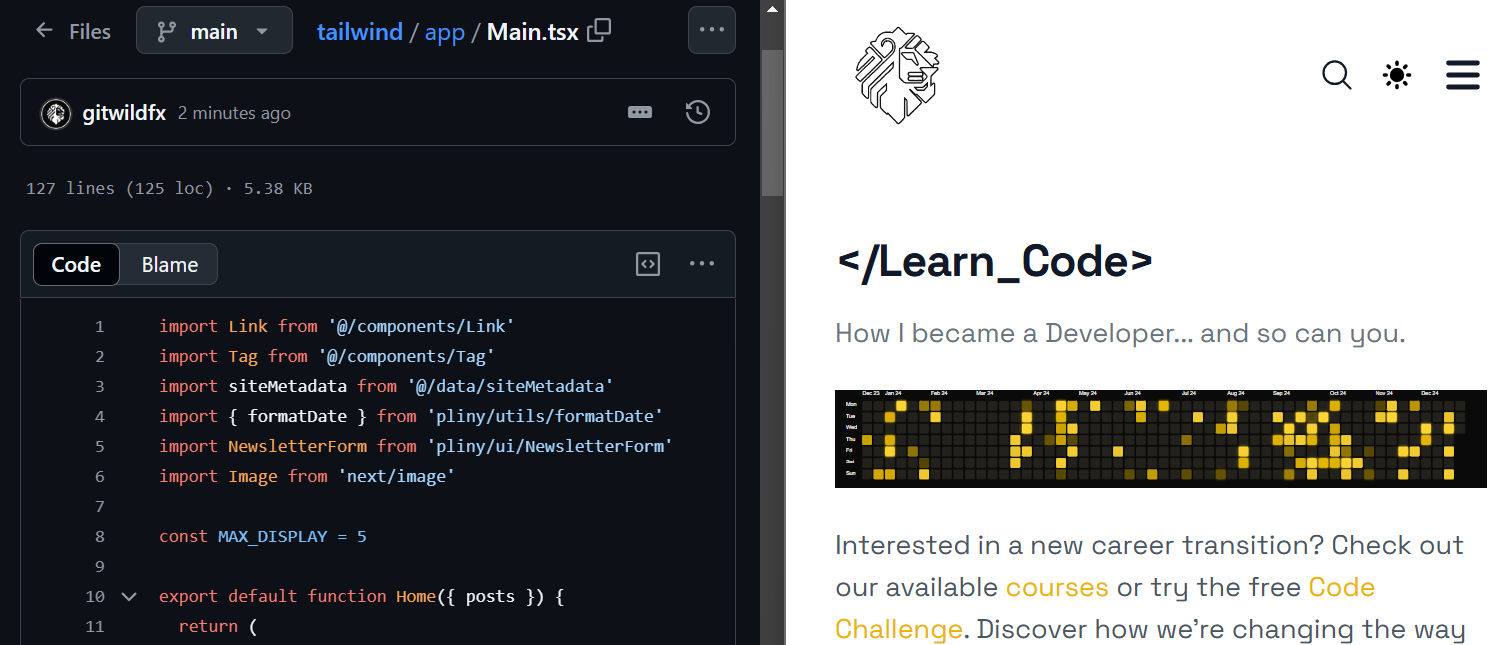 Files
main
tailwind / app / Main.tsx
gitwildfx 2 minutes ago
127 lines (125 loc) · 5.38 KB
Code Blame
1 import Link from '@/components/Link'
2 import Tag from '@/components/Tag'
3 import siteMetadata from '@/data/siteMetadata'
4 import { formatDate } from 'pliny/utils/formatDate'
5 import NewsletterForm from 'pliny/ui/NewsletterForm'
6 import Image from 'next/image'
7
8 const MAX_DISPLAY = 5
9
10 export default function Home({ posts }) {
11 return (
</Learn_Code>
How I became a Developer... and so can you.
Dec 23 Jan 24 Feb 24 Mar 24 Apr 24 May 24 Jun 24 Jul 24 Aug 24 Sep 24 Oct 24 Nov 24 Dec 24
Mon
Tue
Wed
Thu
Fri
Sat
Sun
Interested in a new career transition? Check out
our available courses or try the free Code
Challenge. Discover how we're changing the way